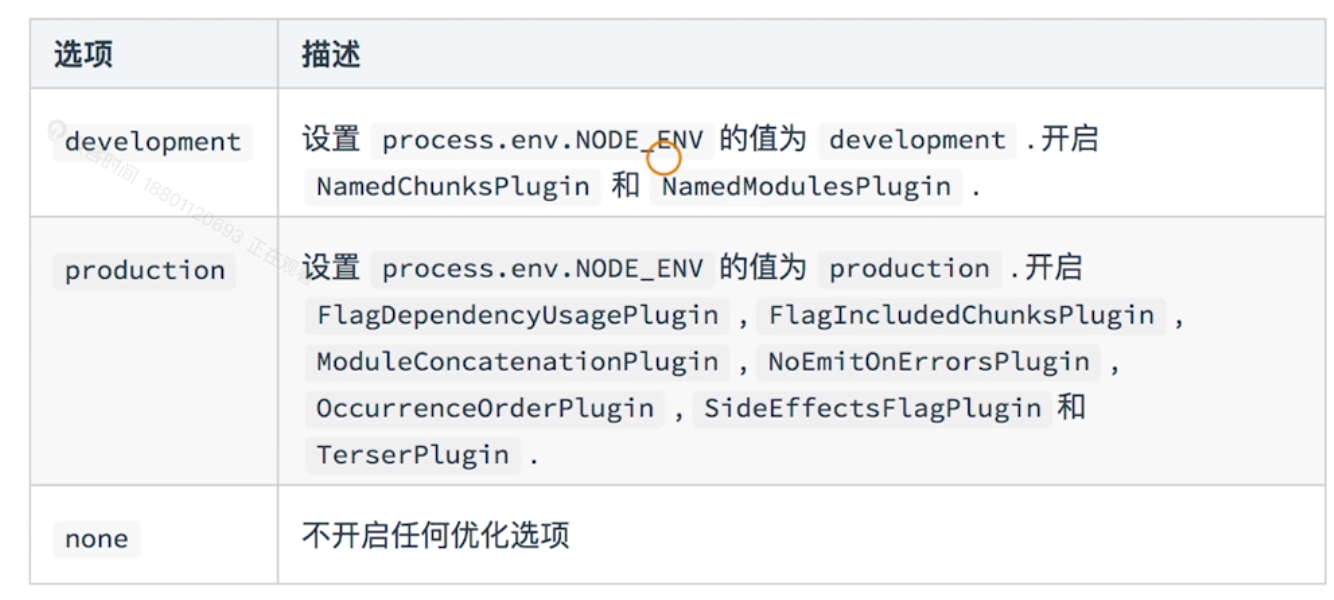 选项 描述
development 设置 process.env.NODE_ENV 的值为 development .开启
NamedChunksPlugin 和 NamedModulesPlugin .
production 设置 process.env.NODE_ENV 的值为 production .开启
FlagDependencyUsagePlugin , FlagIncludedChunksPlugin ,
ModuleConcatenationPlugin , NoEmitOnErrorsPlugin ,
OccurrenceOrderPlugin , SideEffectsFlagPlugin 和
TerserPlugin .
none 不开启任何优化选项
时间 18801120693 正在观看